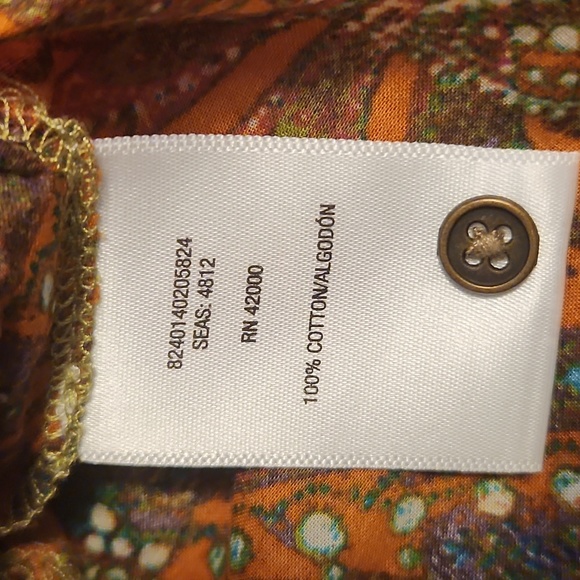 8240140205824
SEAS: 4812
RN 42000
100% COTTON/ALGODÓN